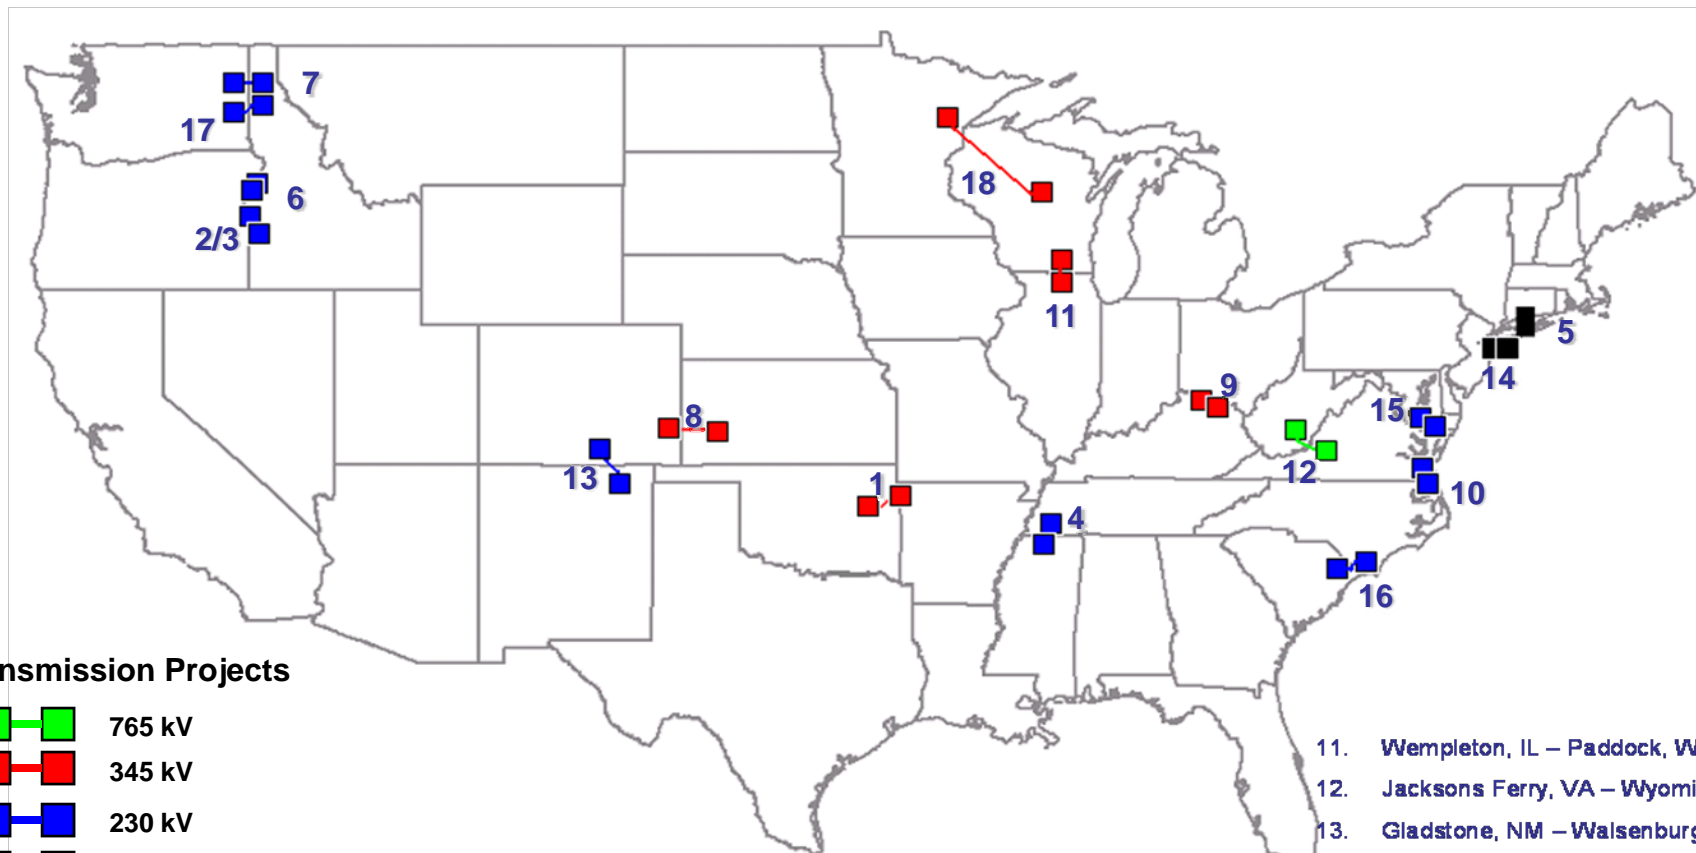 7
17
6
2/3
18
11
5
14
9
8
15
13
12
1
10
4
16
nsmission Projects
765 kV
345 kV
230 kV
11. Wempleton, IL – Paddock, W
12. Jacksons Ferry, VA – Wyomi
13. Gladstone, NM – Walsenburg